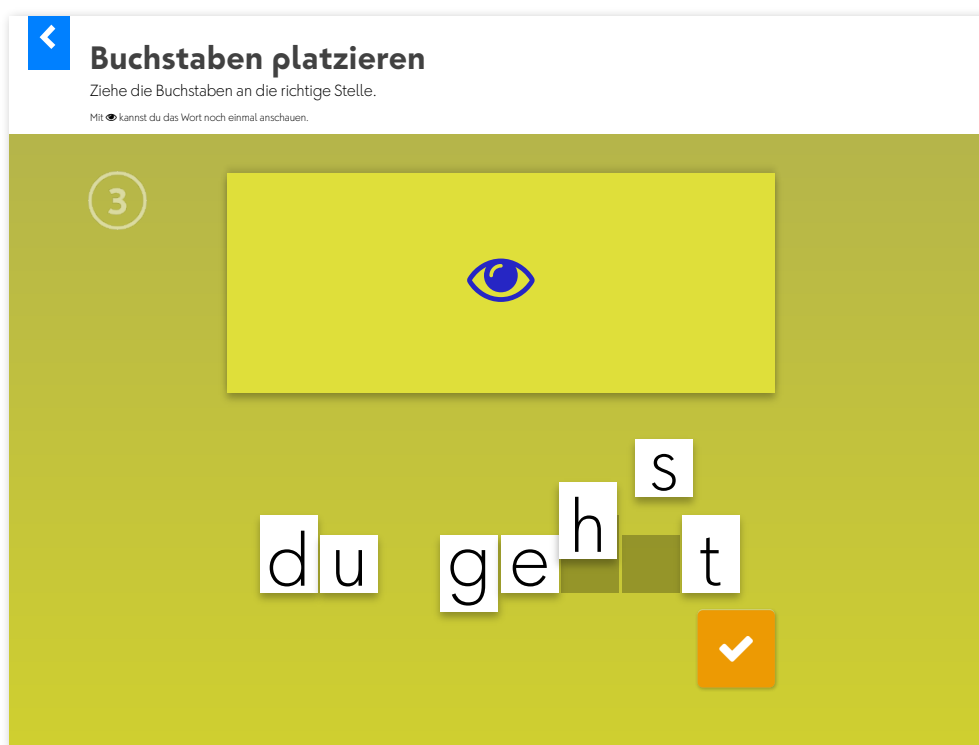 Buchstaben platzieren
Ziehe die Buchstaben an die richtige Stelle.
Mit kannst du das Wort noch einmal anschauen.
3
s
du geh t